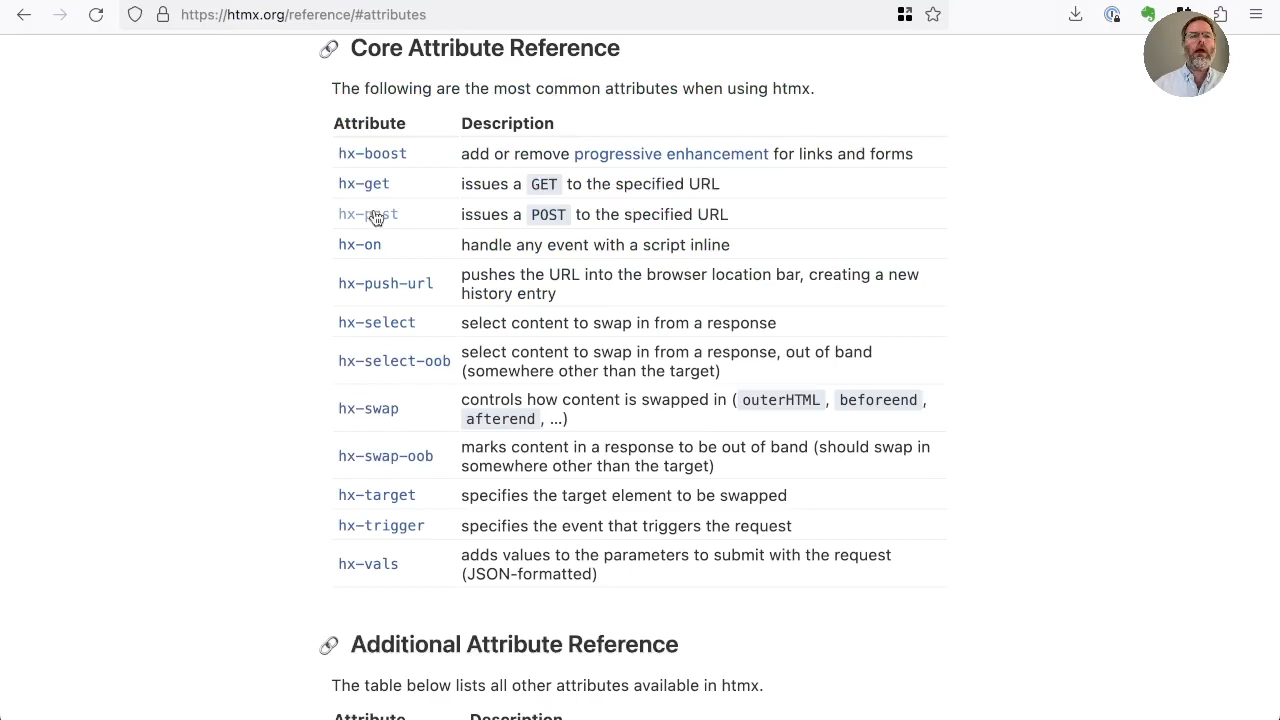 https://htmx.org/reference/#attributes
Core Attribute Reference
The following are the most common attributes when using htmx.
Attribute Description
hx-boost add or remove progressive enhancement for links and forms
hx-get issues a GET to the specified URL
hx-post issues a POST to the specified URL
hx-on handle any event with a script inline
hx-push-url pushes the URL into the browser location bar, creating a new
history entry
hx-select select content to swap in from a response
hx-select-oob select content to swap in from a response, out of band
(somewhere other than the target)
hx-swap controls how content is swapped in ( outerHTML , beforeend ,
afterend , …)
hx-swap-oob marks content in a response to be out of band (should swap in
somewhere other than the target)
hx-target specifies the target element to be swapped
hx-trigger specifies the event that triggers the request
hx-vals adds values to the parameters to submit with the request
(JSON-formatted)
Additional Attribute Reference
The table below lists all other attributes available in htmx.
Attribute Description